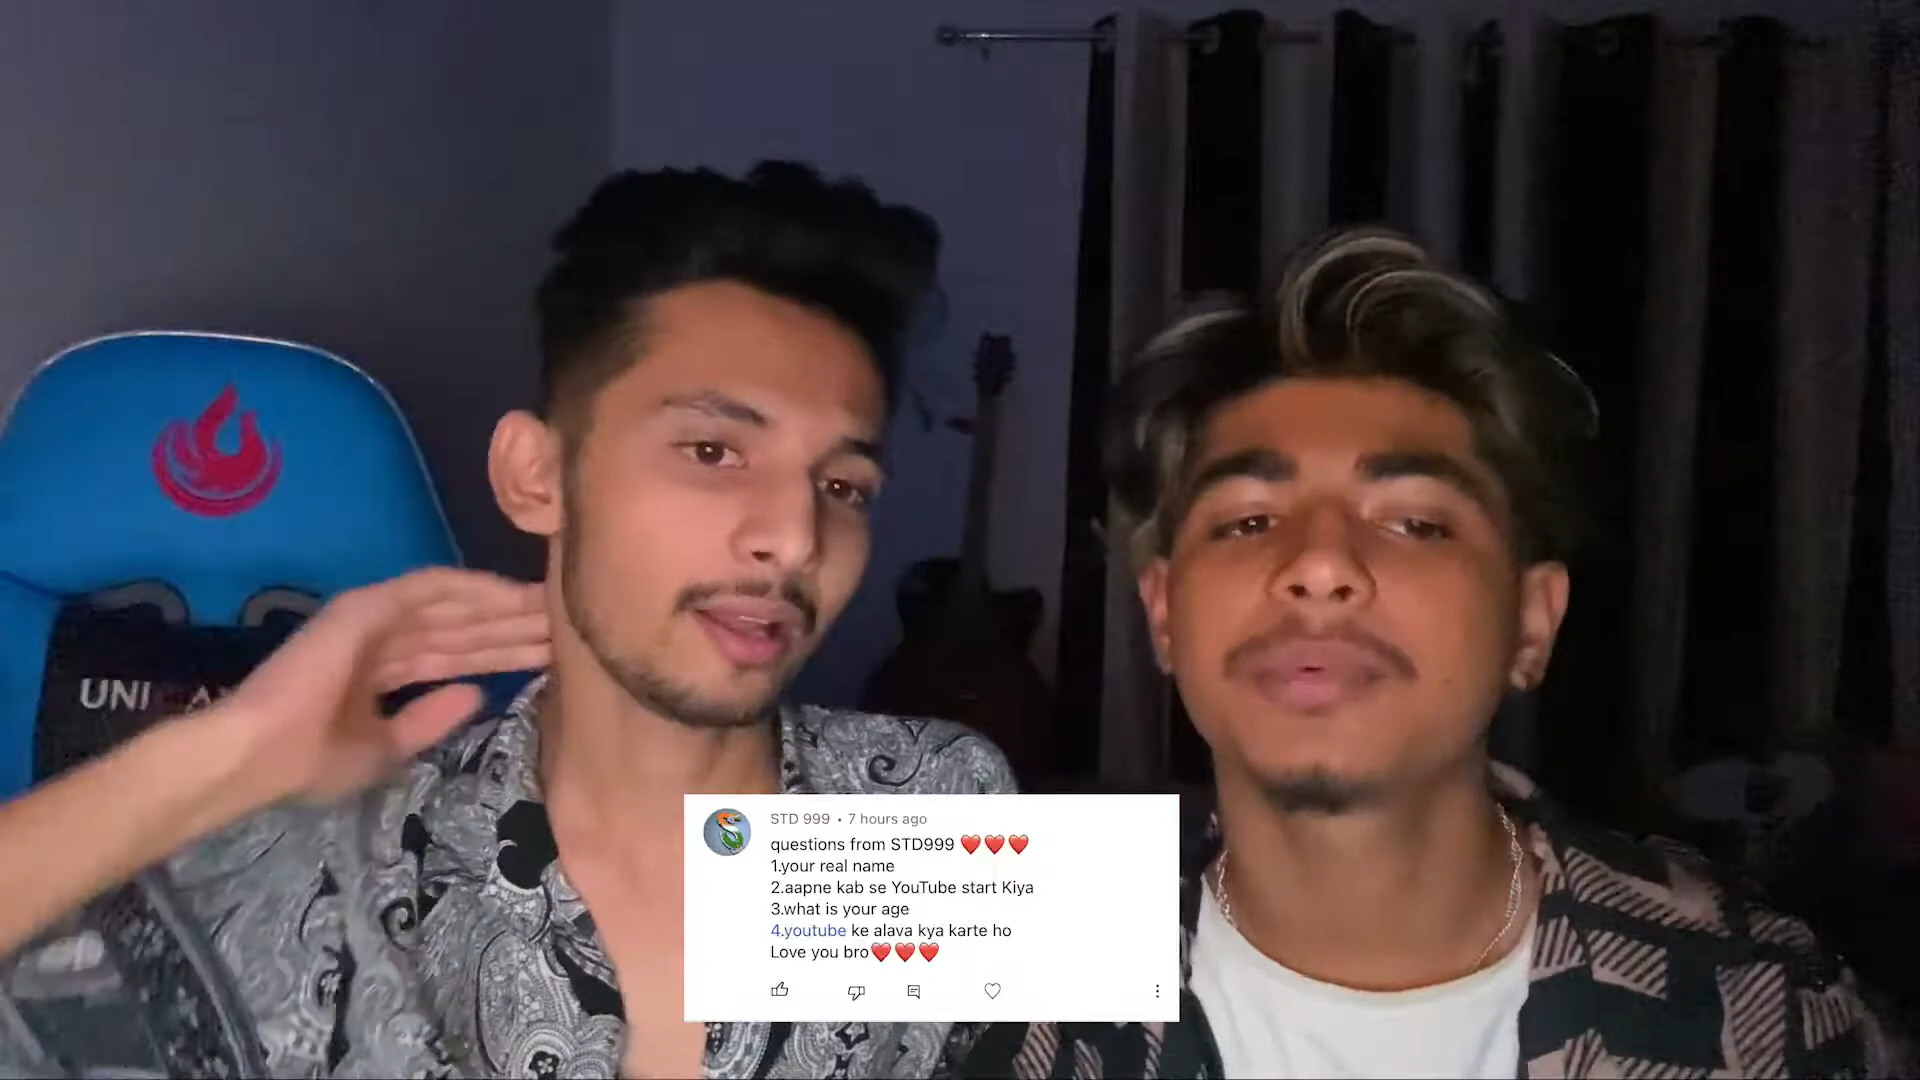 UNI
STD 999 • 7 hours ago
questions from STD999 ❤️❤️❤️
1.your real name
2.aapne kab se YouTube start Kiya
3.what is your age
4.youtube ke alava kya karte ho
Love you bro❤️❤️❤️